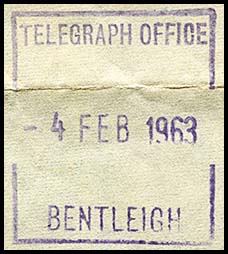 TELEGRAPH OFFICE
- 4 FEB 1963
BENTLEIGH